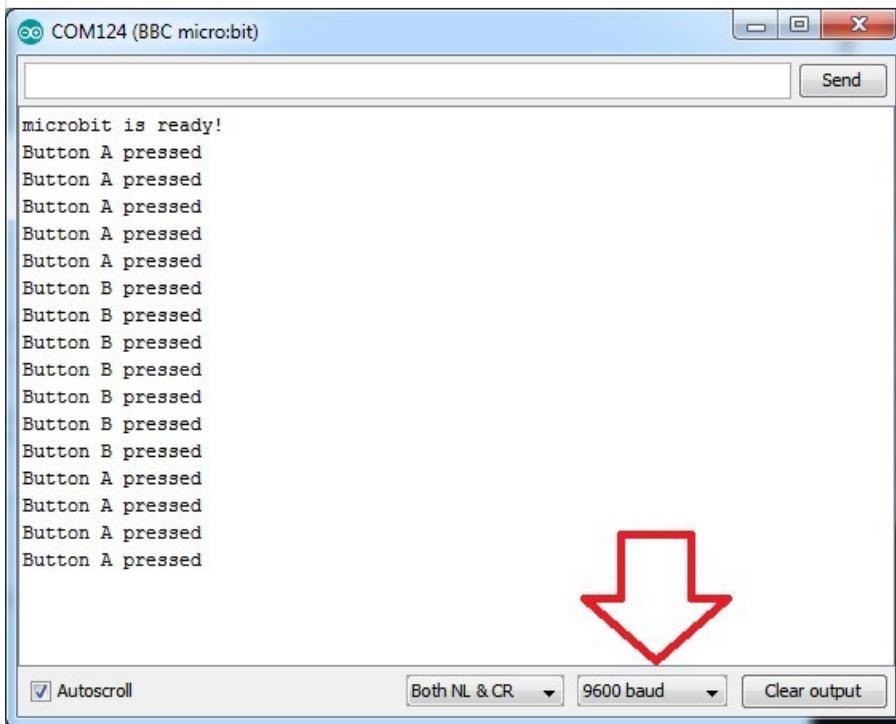 COM124 (BBC micro:bit)
Send
microbit is ready!
Button A pressed
Button A pressed
Button A pressed
Button A pressed
Button A pressed
Button B pressed
Button B pressed
Button B pressed
Button B pressed
Button B pressed
Button B pressed
Button B pressed
Button A pressed
Button A pressed
Button A pressed
Button A pressed
Autoscroll Both NL & CR 9600 baud Clear output